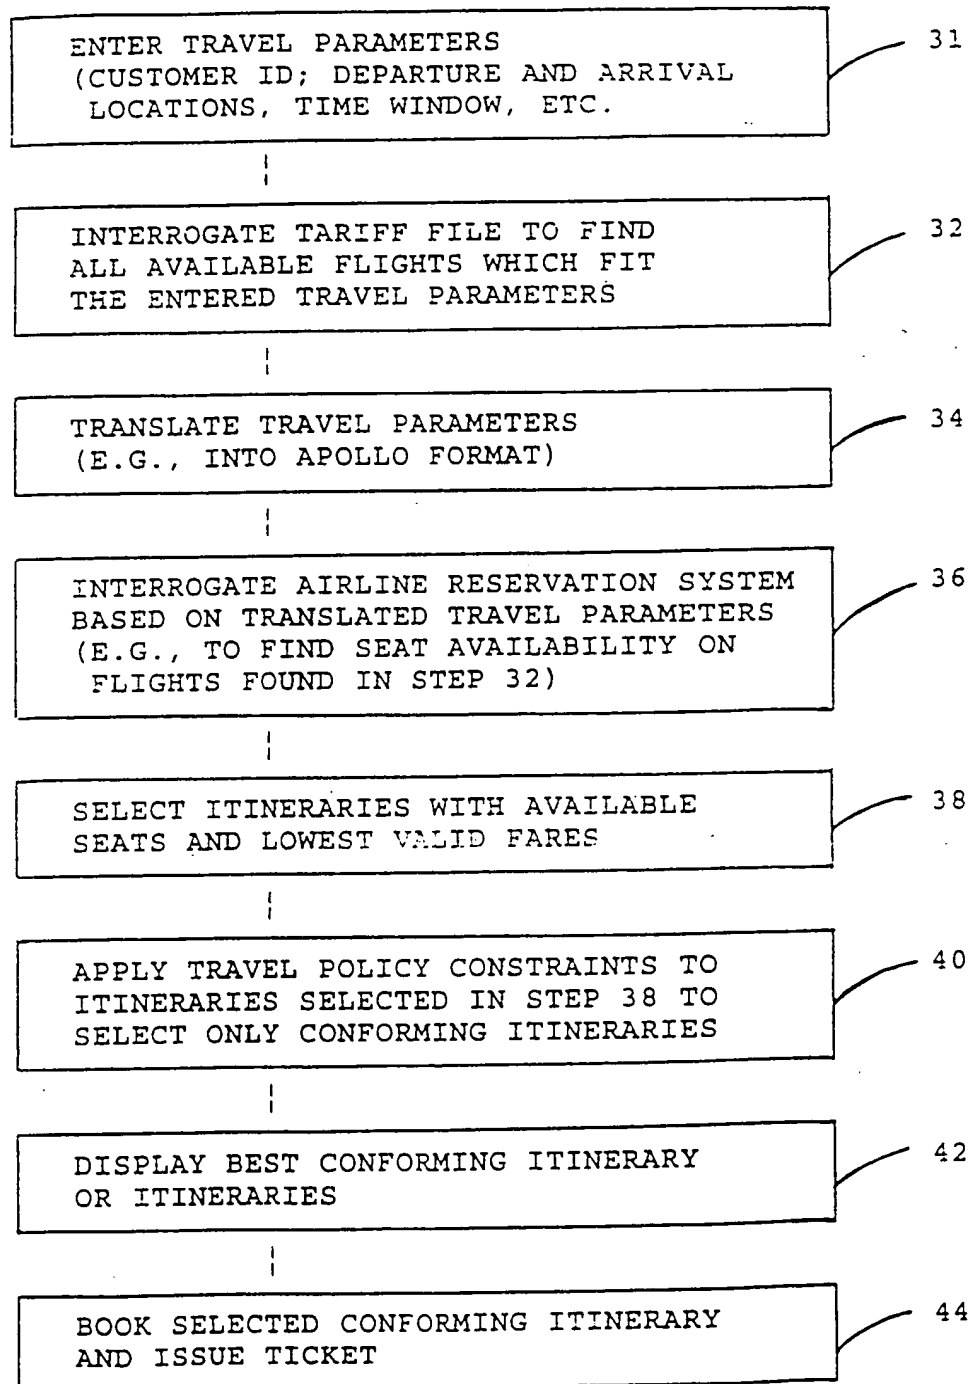 ENTER TRAVEL PARAMETERS
(CUSTOMER ID; DEPARTURE AND ARRIVAL
LOCATIONS, TIME WINDOW, ETC.
31
INTERROGATE TARIFF FILE TO FIND
ALL AVAILABLE FLIGHTS WHICH FIT
THE ENTERED TRAVEL PARAMETERS
32
TRANSLATE TRAVEL PARAMETERS
(E.G., INTO APOLLO FORMAT)
34
INTERROGATE AIRLINE RESERVATION SYSTEM
BASED ON TRANSLATED TRAVEL PARAMETERS
(E.G., TO FIND SEAT AVAILABILITY ON
FLIGHTS FOUND IN STEP 32)
36
SELECT ITINERARIES WITH AVAILABLE
SEATS AND LOWEST VALID FARES
38
APPLY TRAVEL POLICY CONSTRAINTS TO
ITINERARIES SELECTED IN STEP 38 TO
SELECT ONLY CONFORMING ITINERARIES
40
DISPLAY BEST CONFORMING ITINERARY
OR ITINERARIES
42
BOOK SELECTED CONFORMING ITINERARY
AND ISSUE TICKET
44